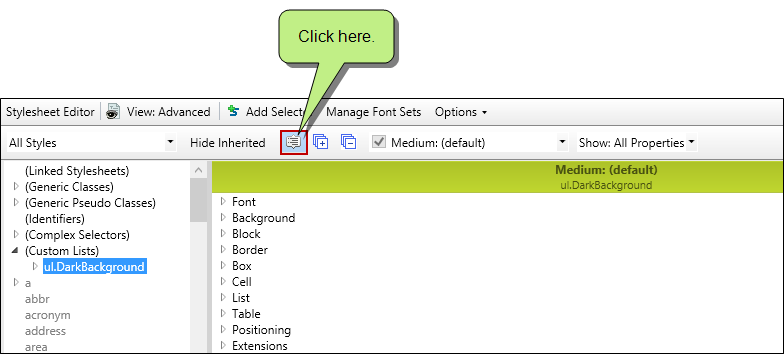 Click here.
Stylesheet Editor View: Advanced Add Selecto Manage Font Sets Options
All Styles Hide Inherited Medium: (default) Show: All Properties
(Linked Stylesheets)
(Generic Classes)
(Generic Pseudo Classes)
(Identifiers)
(Complex Selectors)
(Custom Lists)
ul.DarkBackground
a
abbr
acronym
address
area
Medium: (default)
ul.DarkBackground
Font
Background
Block
Border
Box
Cell
List
Table
Positioning
Extensions